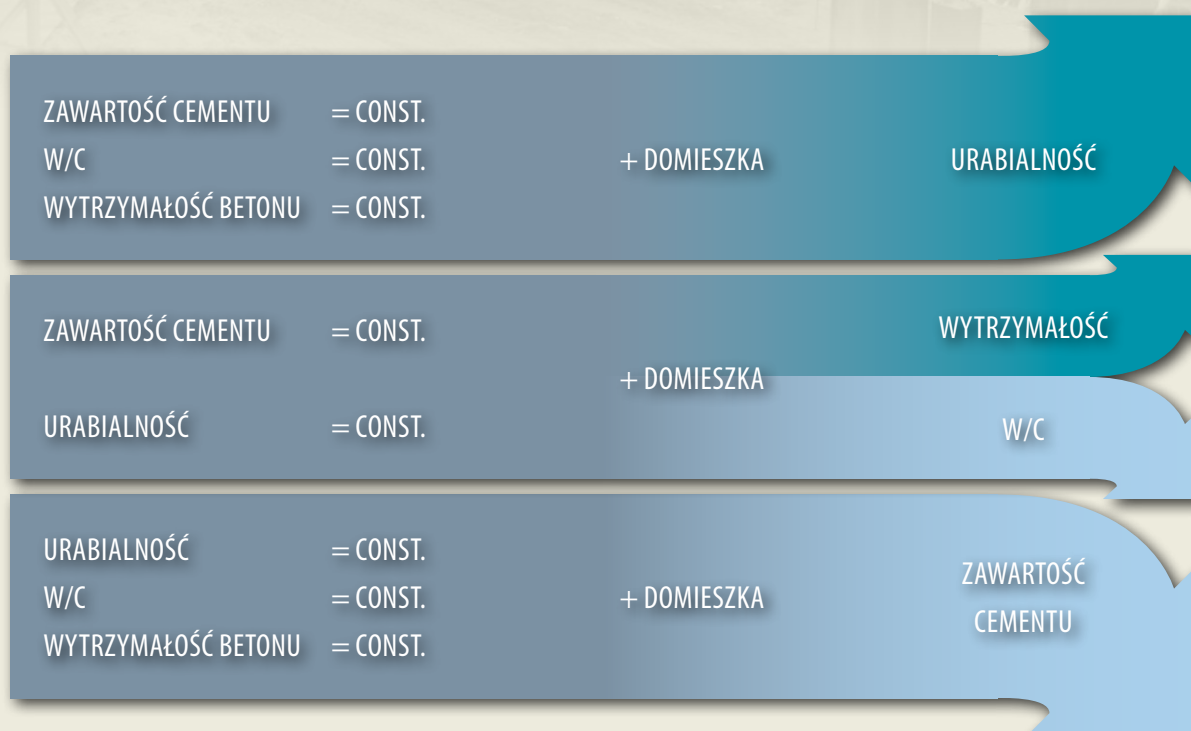 ZAWARTOŚĆ CEMENTU = CONST.
W/C = CONST. + DOMIESZKA URABIALNOŚĆ
WYTRZYMAŁOŚĆ BETONU = CONST.
ZAWARTOŚĆ CEMENTU = CONST. WYTRZYMAŁOŚĆ
+ DOMIESZKA
URABIALNOŚĆ = CONST. W/C
URABIALNOŚĆ = CONST.
W/C = CONST. + DOMIESZKA ZAWARTOŚĆ
CEMENTU
WYTRZYMAŁOŚĆ BETONU = CONST.